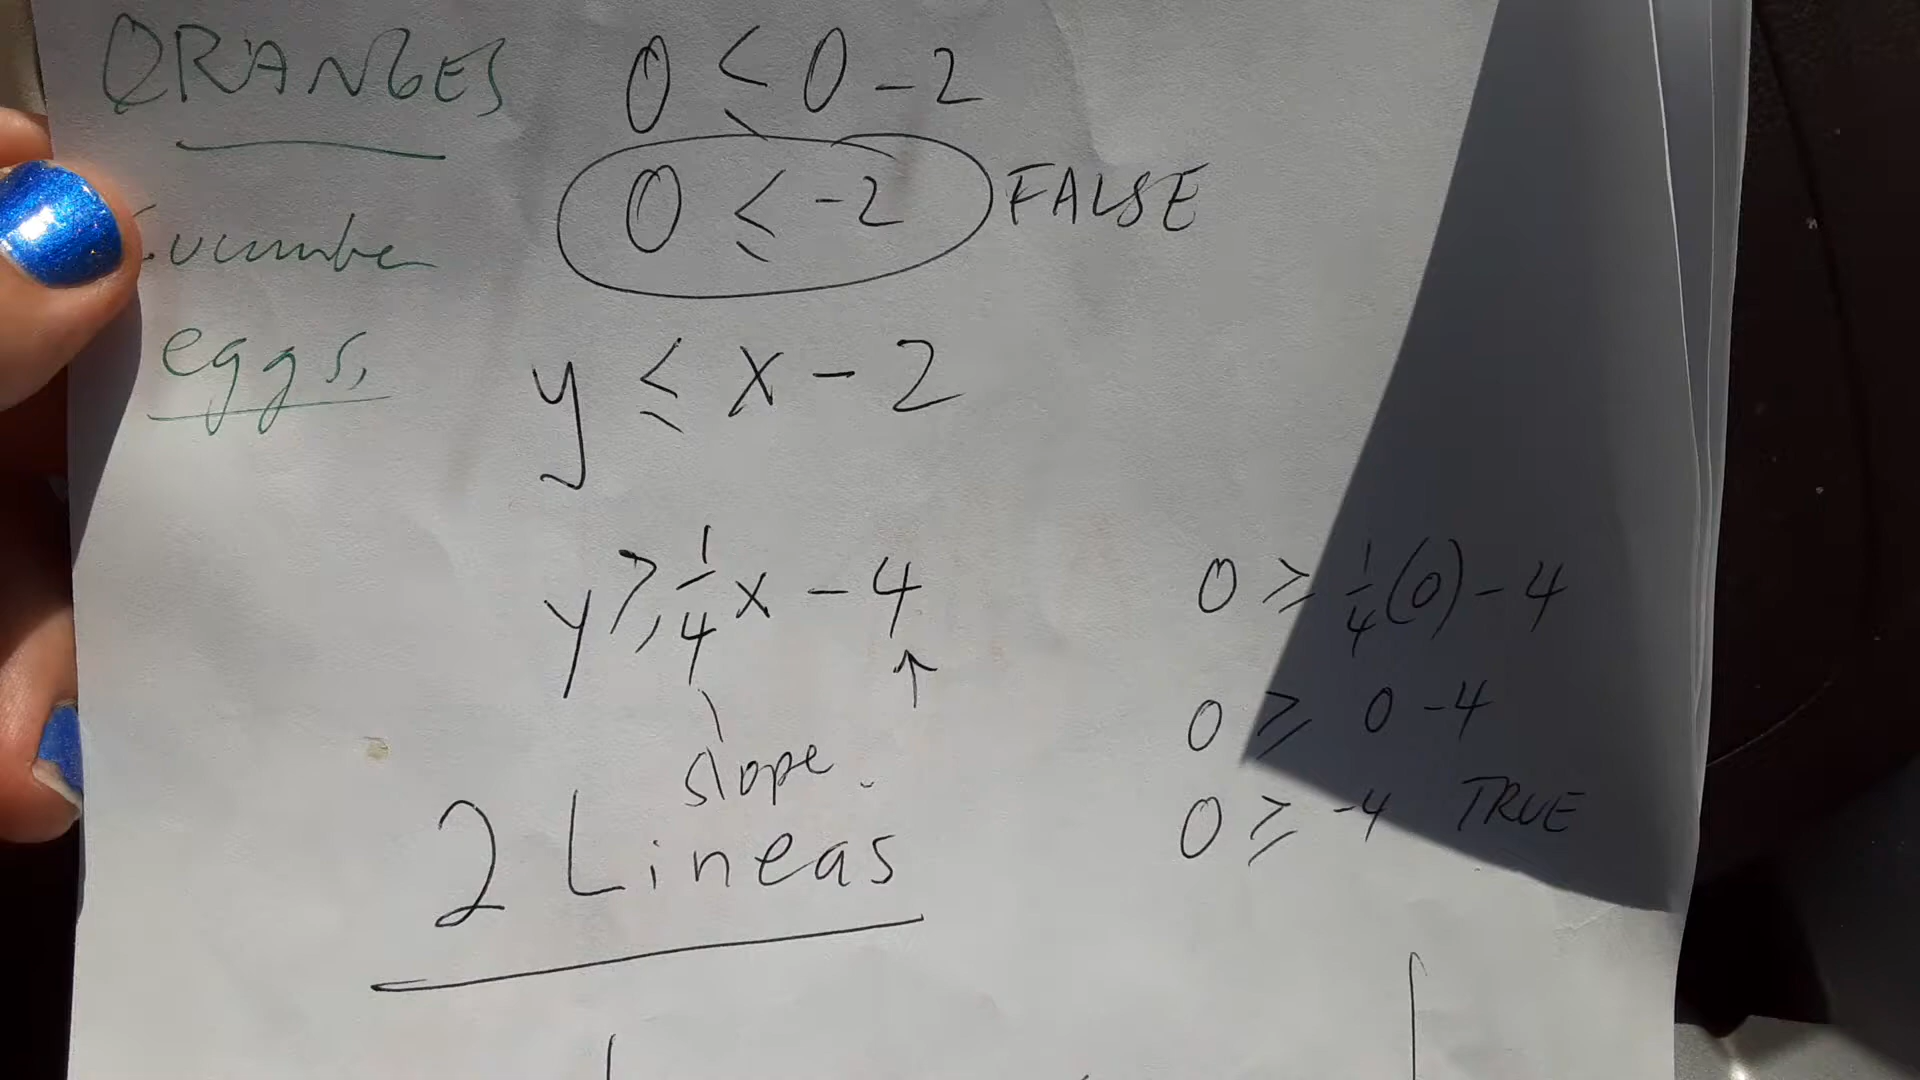 ORANGES
Cucumber
eggs,
0 ≤ 0 - 2
0 ≤ -2 FALSE
y ≤ x - 2
y ≥ 1/4 x - 4
↑
slope
2 Lineas
0 ≥ 1/4 (0) - 4
0 ≥ 0 - 4
0 ≥ -4 TRUE